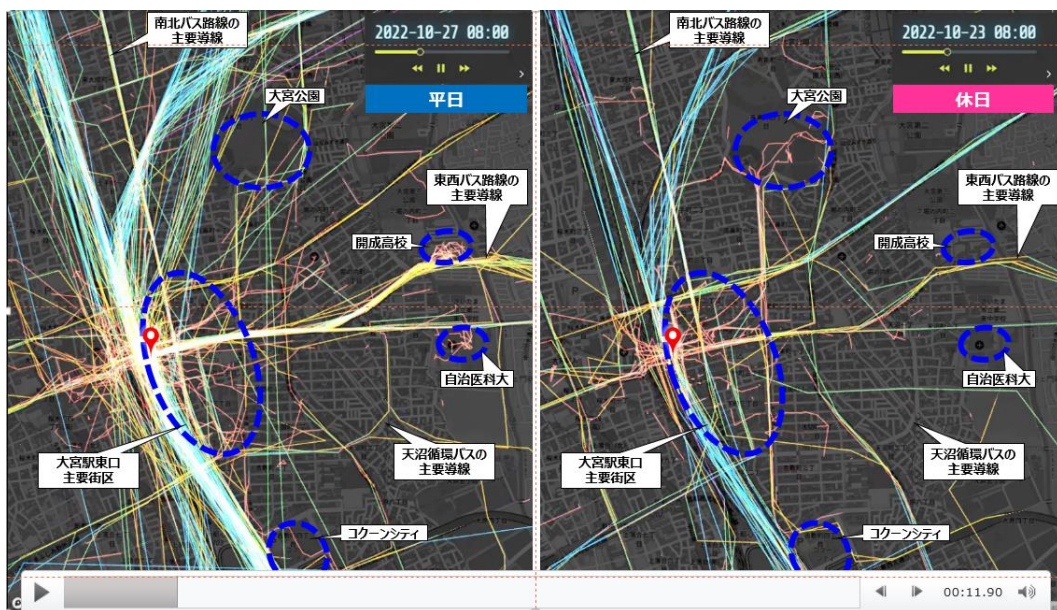 南北バス路線の
主要導線
2022-10-27 08:00
平日
大宮公園
東西バス路線の
主要導線
開成高校
自治医科大
大宮駅東口
主要街区
天沼循環バスの
主要導線
コクーンシティ
南北バス路線の
主要導線
2022-10-23 08:00
休日
大宮公園
東西バス路線の
主要導線
開成高校
自治医科大
大宮駅東口
主要街区
天沼循環バスの
主要導線
コクーンシティ
00:11.90